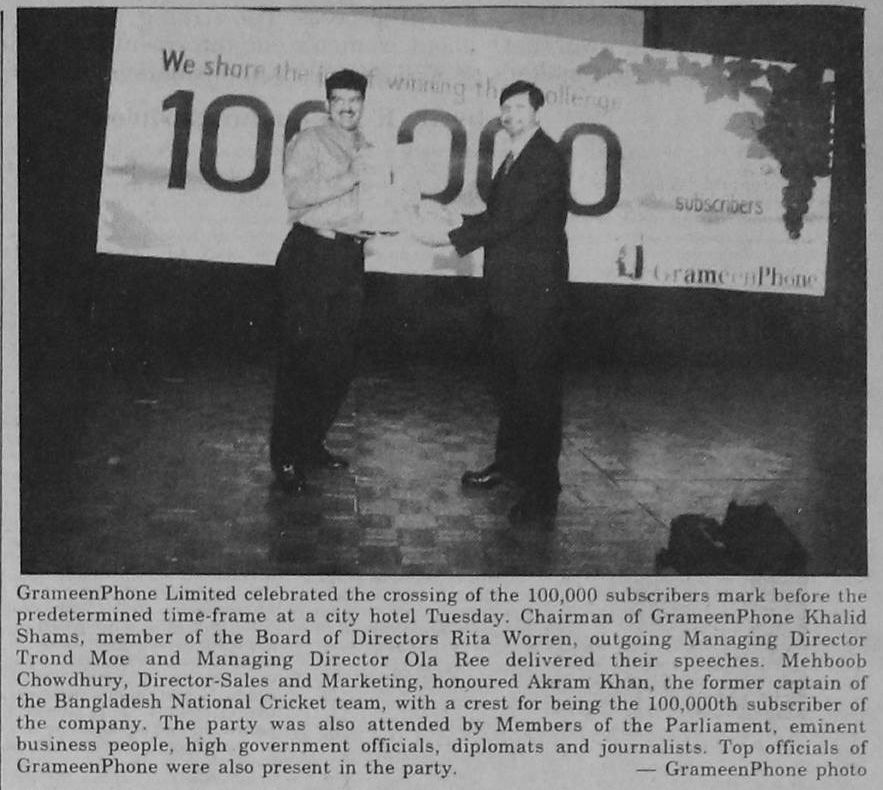 We share the joy of winning the challenge
100,000
subscribers
GrameenPhone
GrameenPhone Limited celebrated the crossing of the 100,000 subscribers mark before the
predetermined time-frame at a city hotel Tuesday. Chairman of GrameenPhone Khalid
Shams, member of the Board of Directors Rita Worren, outgoing Managing Director
Trond Moe and Managing Director Ola Ree delivered their speeches. Mehboob
Chowdhury, Director-Sales and Marketing, honoured Akram Khan, the former captain of
the Bangladesh National Cricket team, with a crest for being the 100,000th subscriber of
the company. The party was also attended by Members of the Parliament, eminent
business people, high government officials, diplomats and journalists. Top officials of
GrameenPhone were also present in the party. — GrameenPhone photo